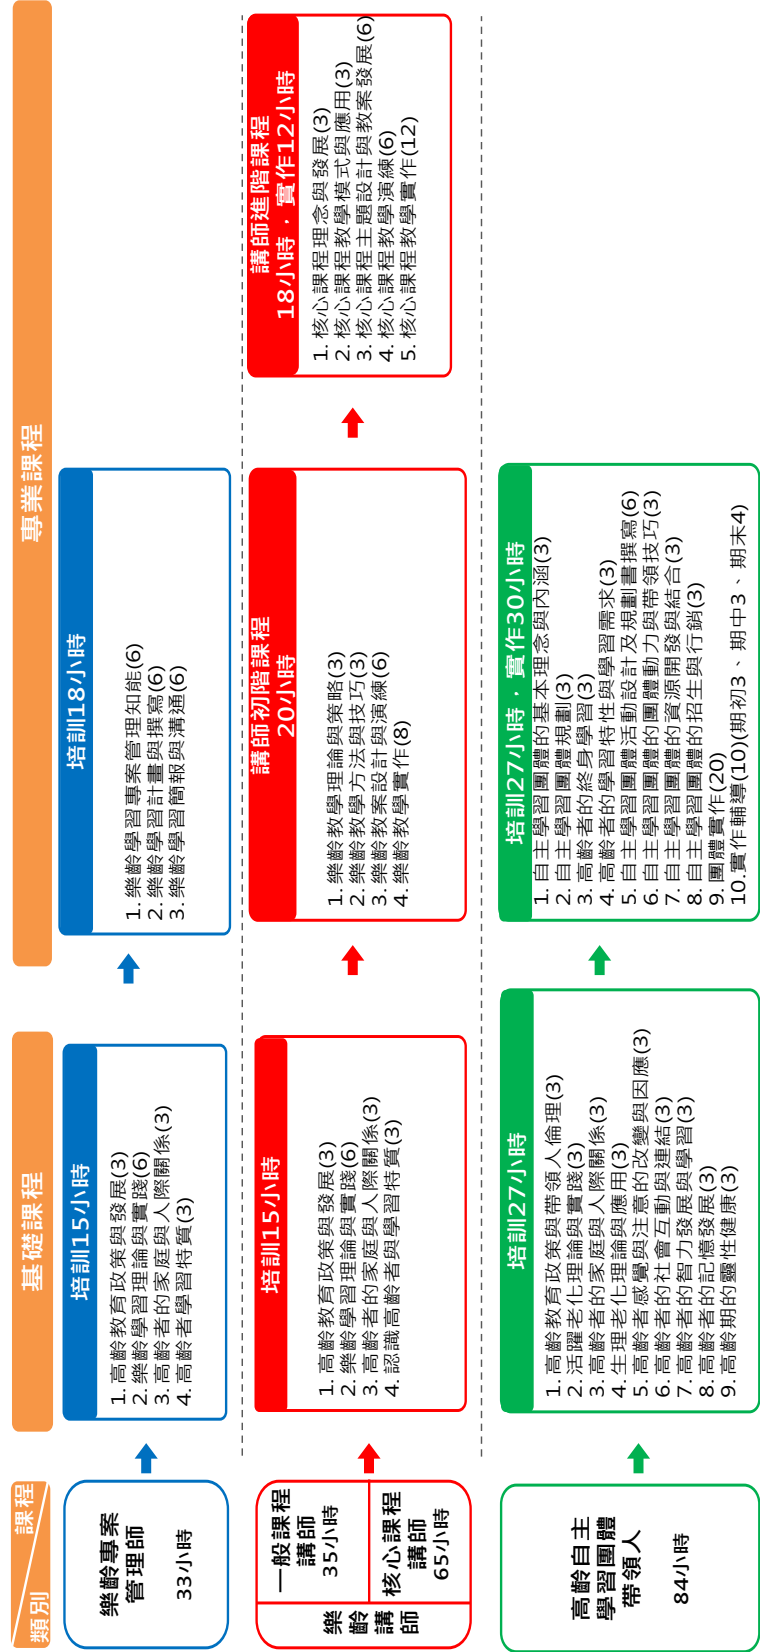 類別
課程
基礎課程
專業課程
樂齡專案
管理師
33小時
培訓15小時
1. 高齡教育政策與發展(3)
2. 樂齡學習理論與實踐(6)
3. 高齡者的家庭與人際關係(3)
4. 高齡者學習特質(3)
培訓18小時
1. 樂齡學習專案管理知能(6)
2. 樂齡學習計畫與撰寫(6)
3. 樂齡學習簡報與溝通(6)
樂齡
講師
一般課程
講師
35小時
核心課程
講師
65小時
培訓15小時
1. 高齡教育政策與發展(3)
2. 樂齡學習理論與實踐(6)
3. 高齡者的家庭與人際關係(3)
4. 認識高齡者與學習特質(3)
講師初階課程
20小時
1. 樂齡教學理論與策略(3)
2. 樂齡教學方法與技巧(3)
3. 樂齡教案設計與演練(6)
4. 樂齡教學實作(8)
講師進階課程
18小時，實作12小時
1. 核心課程理念與發展(3)
2. 核心課程教學模式與應用(3)
3. 核心課程主題設計與教案發展(6)
4. 核心課程教學演練(6)
5. 核心課程教學實作(12)
高齡自主
學習團體
帶領人
84小時
培訓27小時
1. 高齡教育政策與帶領人倫理(3)
2. 活躍老化理論與實踐(3)
3. 高齡者的家庭與人際關係(3)
4. 生理老化理論與應用(3)
5. 高齡者感覺與注意的改變與因應(3)
6. 高齡者的社會互動與連結(3)
7. 高齡者的智力發展與學習(3)
8. 高齡者的記憶發展(3)
9. 高齡期的靈性健康(3)
培訓27小時，實作30小時
1. 自主學習團體的基本理念與內涵(3)
2. 自主學習團體規劃(3)
3. 高齡者的終身學習(3)
4. 高齡者的學習特性與學習需求(3)
5. 自主學習團體活動設計及規劃書撰寫(6)
6. 自主學習團體的團體動力與帶領技巧(3)
7. 自主學習團體的資源開發與結合(3)
8. 自主學習團體的招生與行銷(3)
9. 團體實作(20)
10.實作輔導(10)(期初3、期中3、期末4)